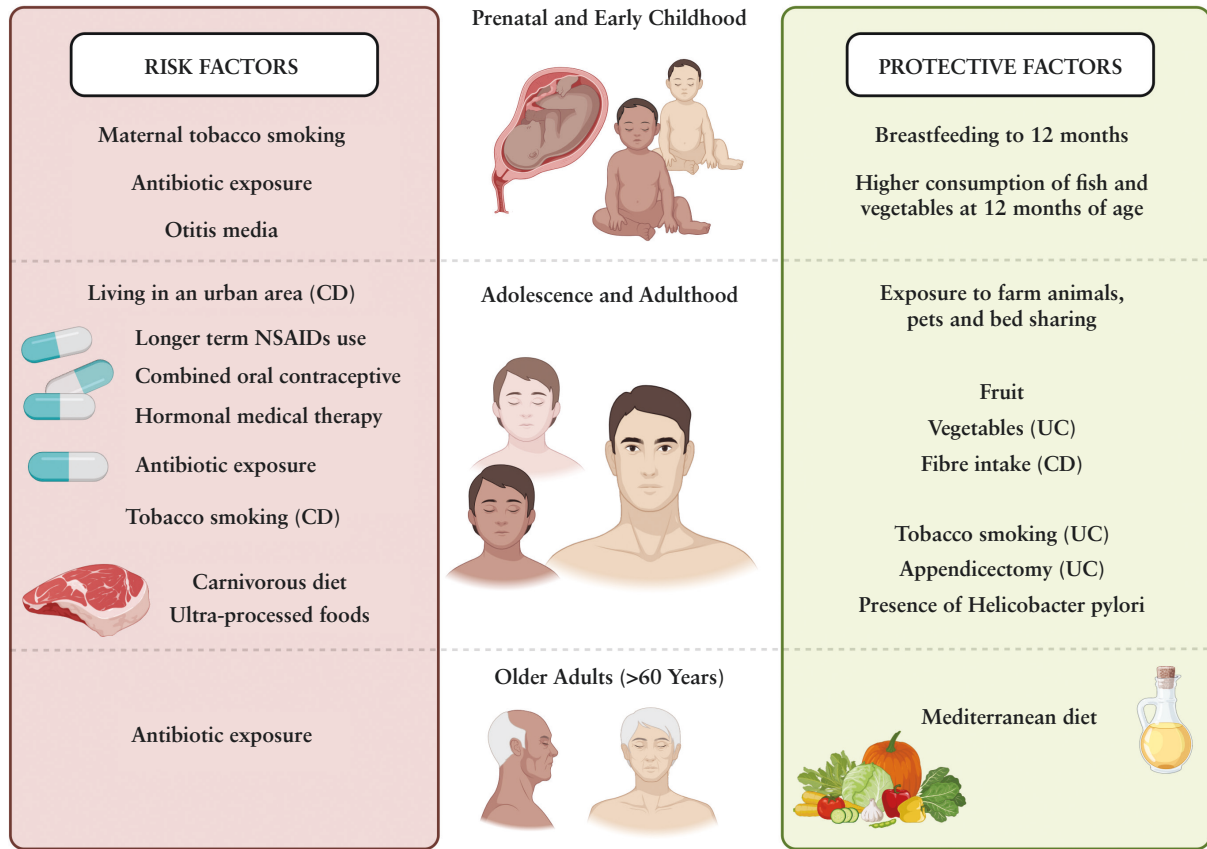 Prenatal and Early Childhood
RISK FACTORS
PROTECTIVE FACTORS
Maternal tobacco smoking
Antibiotic exposure
Otitis media
Breastfeeding to 12 months
Higher consumption of fish and
vegetables at 12 months of age
Adolescence and Adulthood
Living in an urban area (CD)
Longer term NSAIDs use
Combined oral contraceptive
Hormonal medical therapy
Antibiotic exposure
Tobacco smoking (CD)
Carnivorous diet
Ultra-processed foods
Exposure to farm animals,
pets and bed sharing
Fruit
Vegetables (UC)
Fibre intake (CD)
Tobacco smoking (UC)
Appendicectomy (UC)
Presence of Helicobacter pylori
Older Adults (>60 Years)
Antibiotic exposure
Mediterranean diet